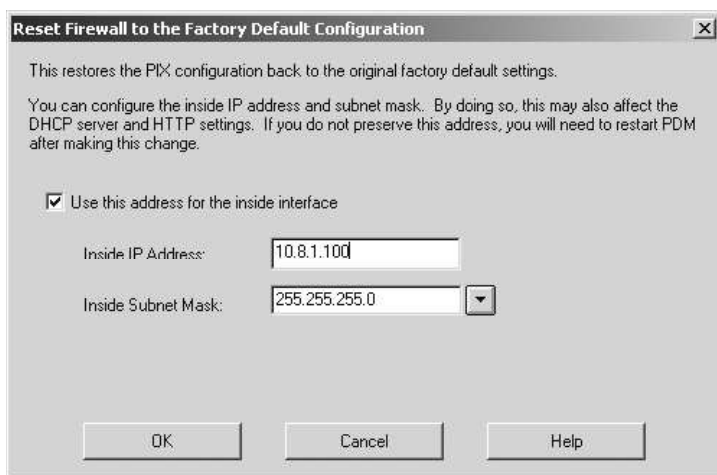 Reset Firewall to the Factory Default Configuration
This restores the PIX configuration back to the original factory default settings.
You can configure the inside IP address and subnet mask. By doing so, this may also affect the
DHCP server and HTTP settings. If you do not preserve this address, you will need to restart PDM
after making this change.
Use this address for the inside interface
Inside IP Address: 10.8.1.100
Inside Subnet Mask: 255.255.255.0
OK Cancel Help